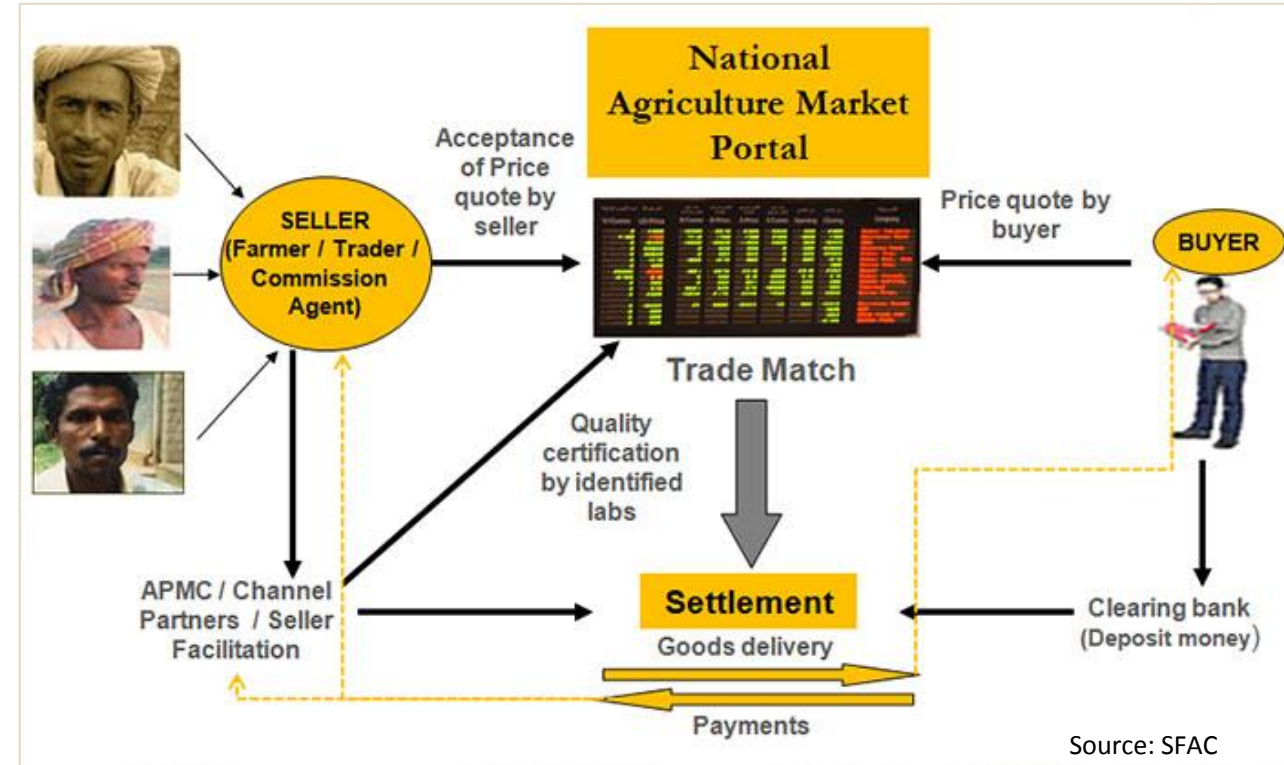 National
Agriculture Market
Portal
Acceptance
of Price
quote by
seller
SELLER
(Farmer / Trader /
Commission
Agent)
Price quote by
buyer
BUYER
Trade Match
Quality
certification
by identified
labs
APMC / Channel
Partners / Seller
Facilitation
Settlement
Goods delivery
Payments
Clearing bank
(Deposit money)
Source: SFAC